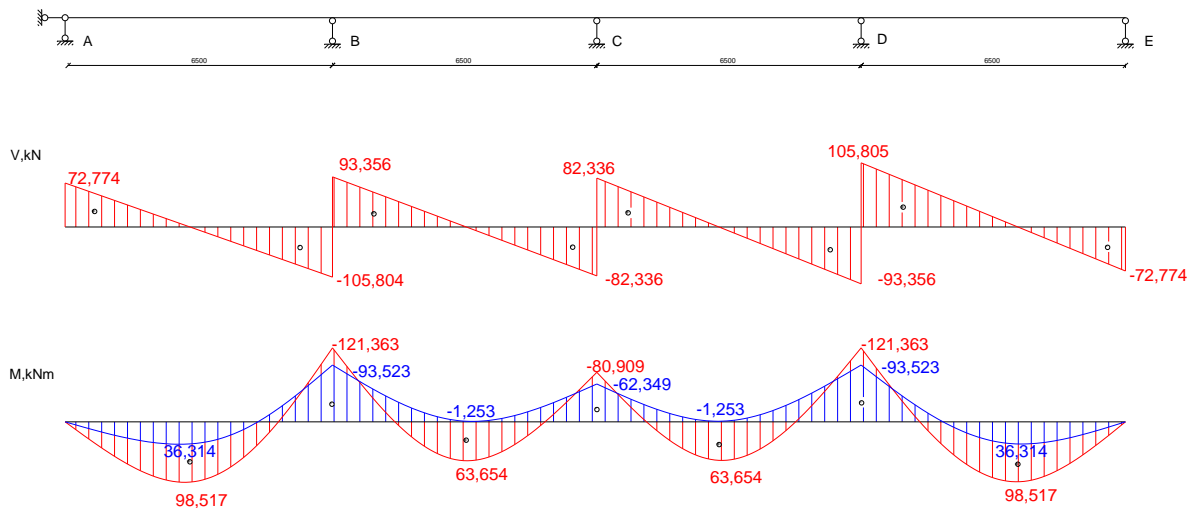 A B C D E
6500 6500 6500 6500
V,kN
72,774 93,356 82,336 105,805
-105,804 -82,336 -93,356 -72,774
M,kNm
-121,363 -80,909 -121,363
-93,523 -62,349 -93,523
-1,253 -1,253
36,314 36,314
98,517 63,654 63,654 98,517